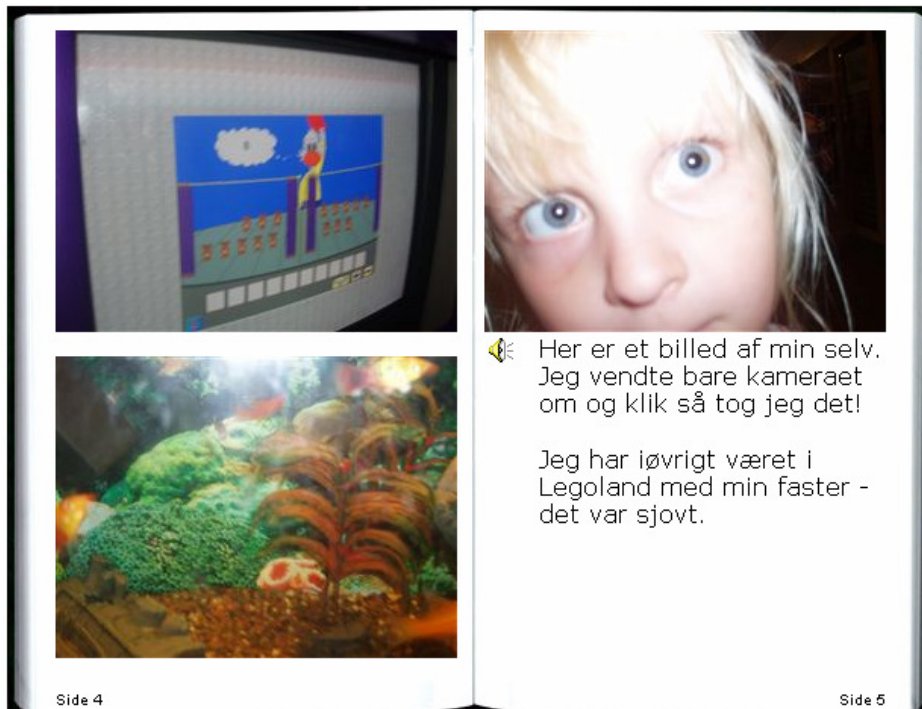 Her er et billed af min selv.
Jeg vendte bare kameraet
om og klik så tog jeg det!
Jeg har iøvrigt været i
Legoland med min faster -
det var sjovt.
Side 4
Side 5